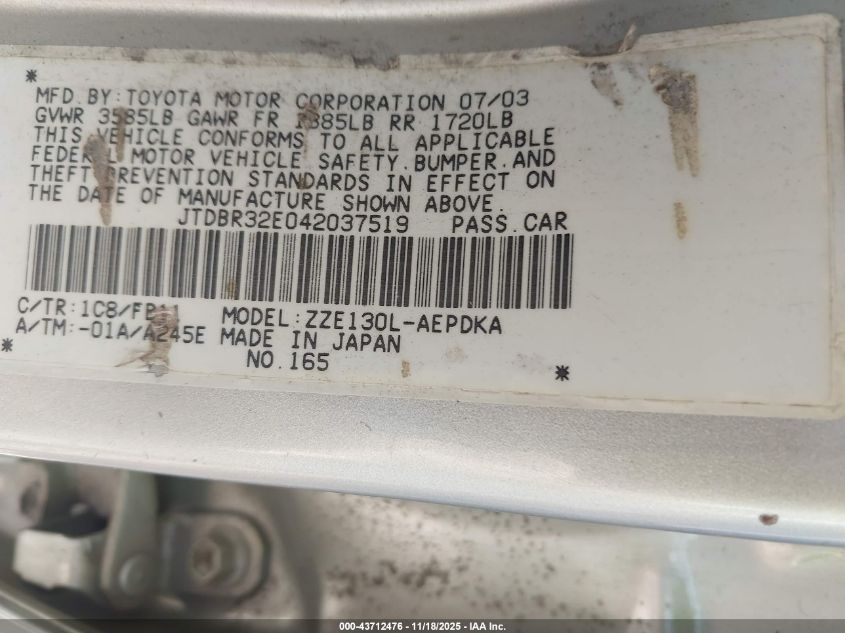 MFD.BY:TOYOTA MOTOR CORPORATION 07/03
GVWR 3585LB GAWR FR 1885LB RR 1720LB
THIS VEHICLE CONFORMS TO ALL APPLICABLE
FEDERAL MOTOR VEHICLE SAFETY.BUMPER.AND
THEFT PREVENTION STANDARDS IN EFFECT ON
THE DATE OF MANUFACTURE SHOWN ABOVE.
JTDBR32E042037519 PASS.CAR
C/TR:1C8/FB11 MODEL:ZZE130L-AEPDKA
A/TM:-01A/A245E MADE IN JAPAN
NO.165
000-43712476 - 11/18/2025 - IAA Inc.